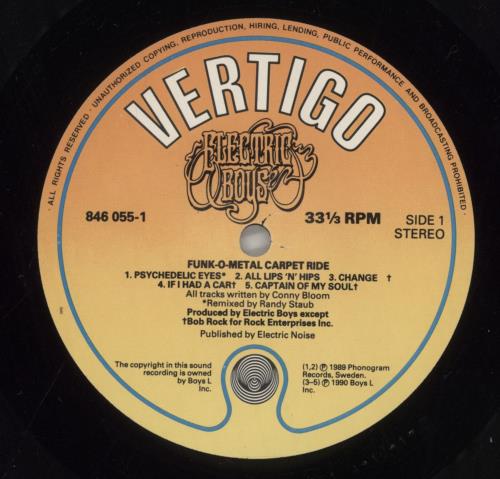 · ALL RIGHTS RESERVED · UNAUTHORIZED COPYING, REPRODUCTION, HIRING, LENDING, PUBLIC PERFORMANCE AND BROADCASTING PROHIBITED ·
VERTIGO
ELECTRIC
BOYS
846 055-1
33⅓ RPM
SIDE 1
STEREO
FUNK-O-METAL CARPET RIDE
1. PSYCHEDELIC EYES* 2. ALL LIPS 'N' HIPS 3. CHANGE †
4. IF I HAD A CAR† 5. CAPTAIN OF MY SOUL†
All tracks written by Conny Bloom
*Remixed by Randy Staub
Produced by Electric Boys except
†Bob Rock for Rock Enterprises Inc.
Published by Electric Noise
The copyright in this sound
recording is owned
by Boys L
Inc.
(1,2) ℗ 1989 Phonogram
Records, Sweden.
(3–5) ℗ 1990 Boys L
Inc.